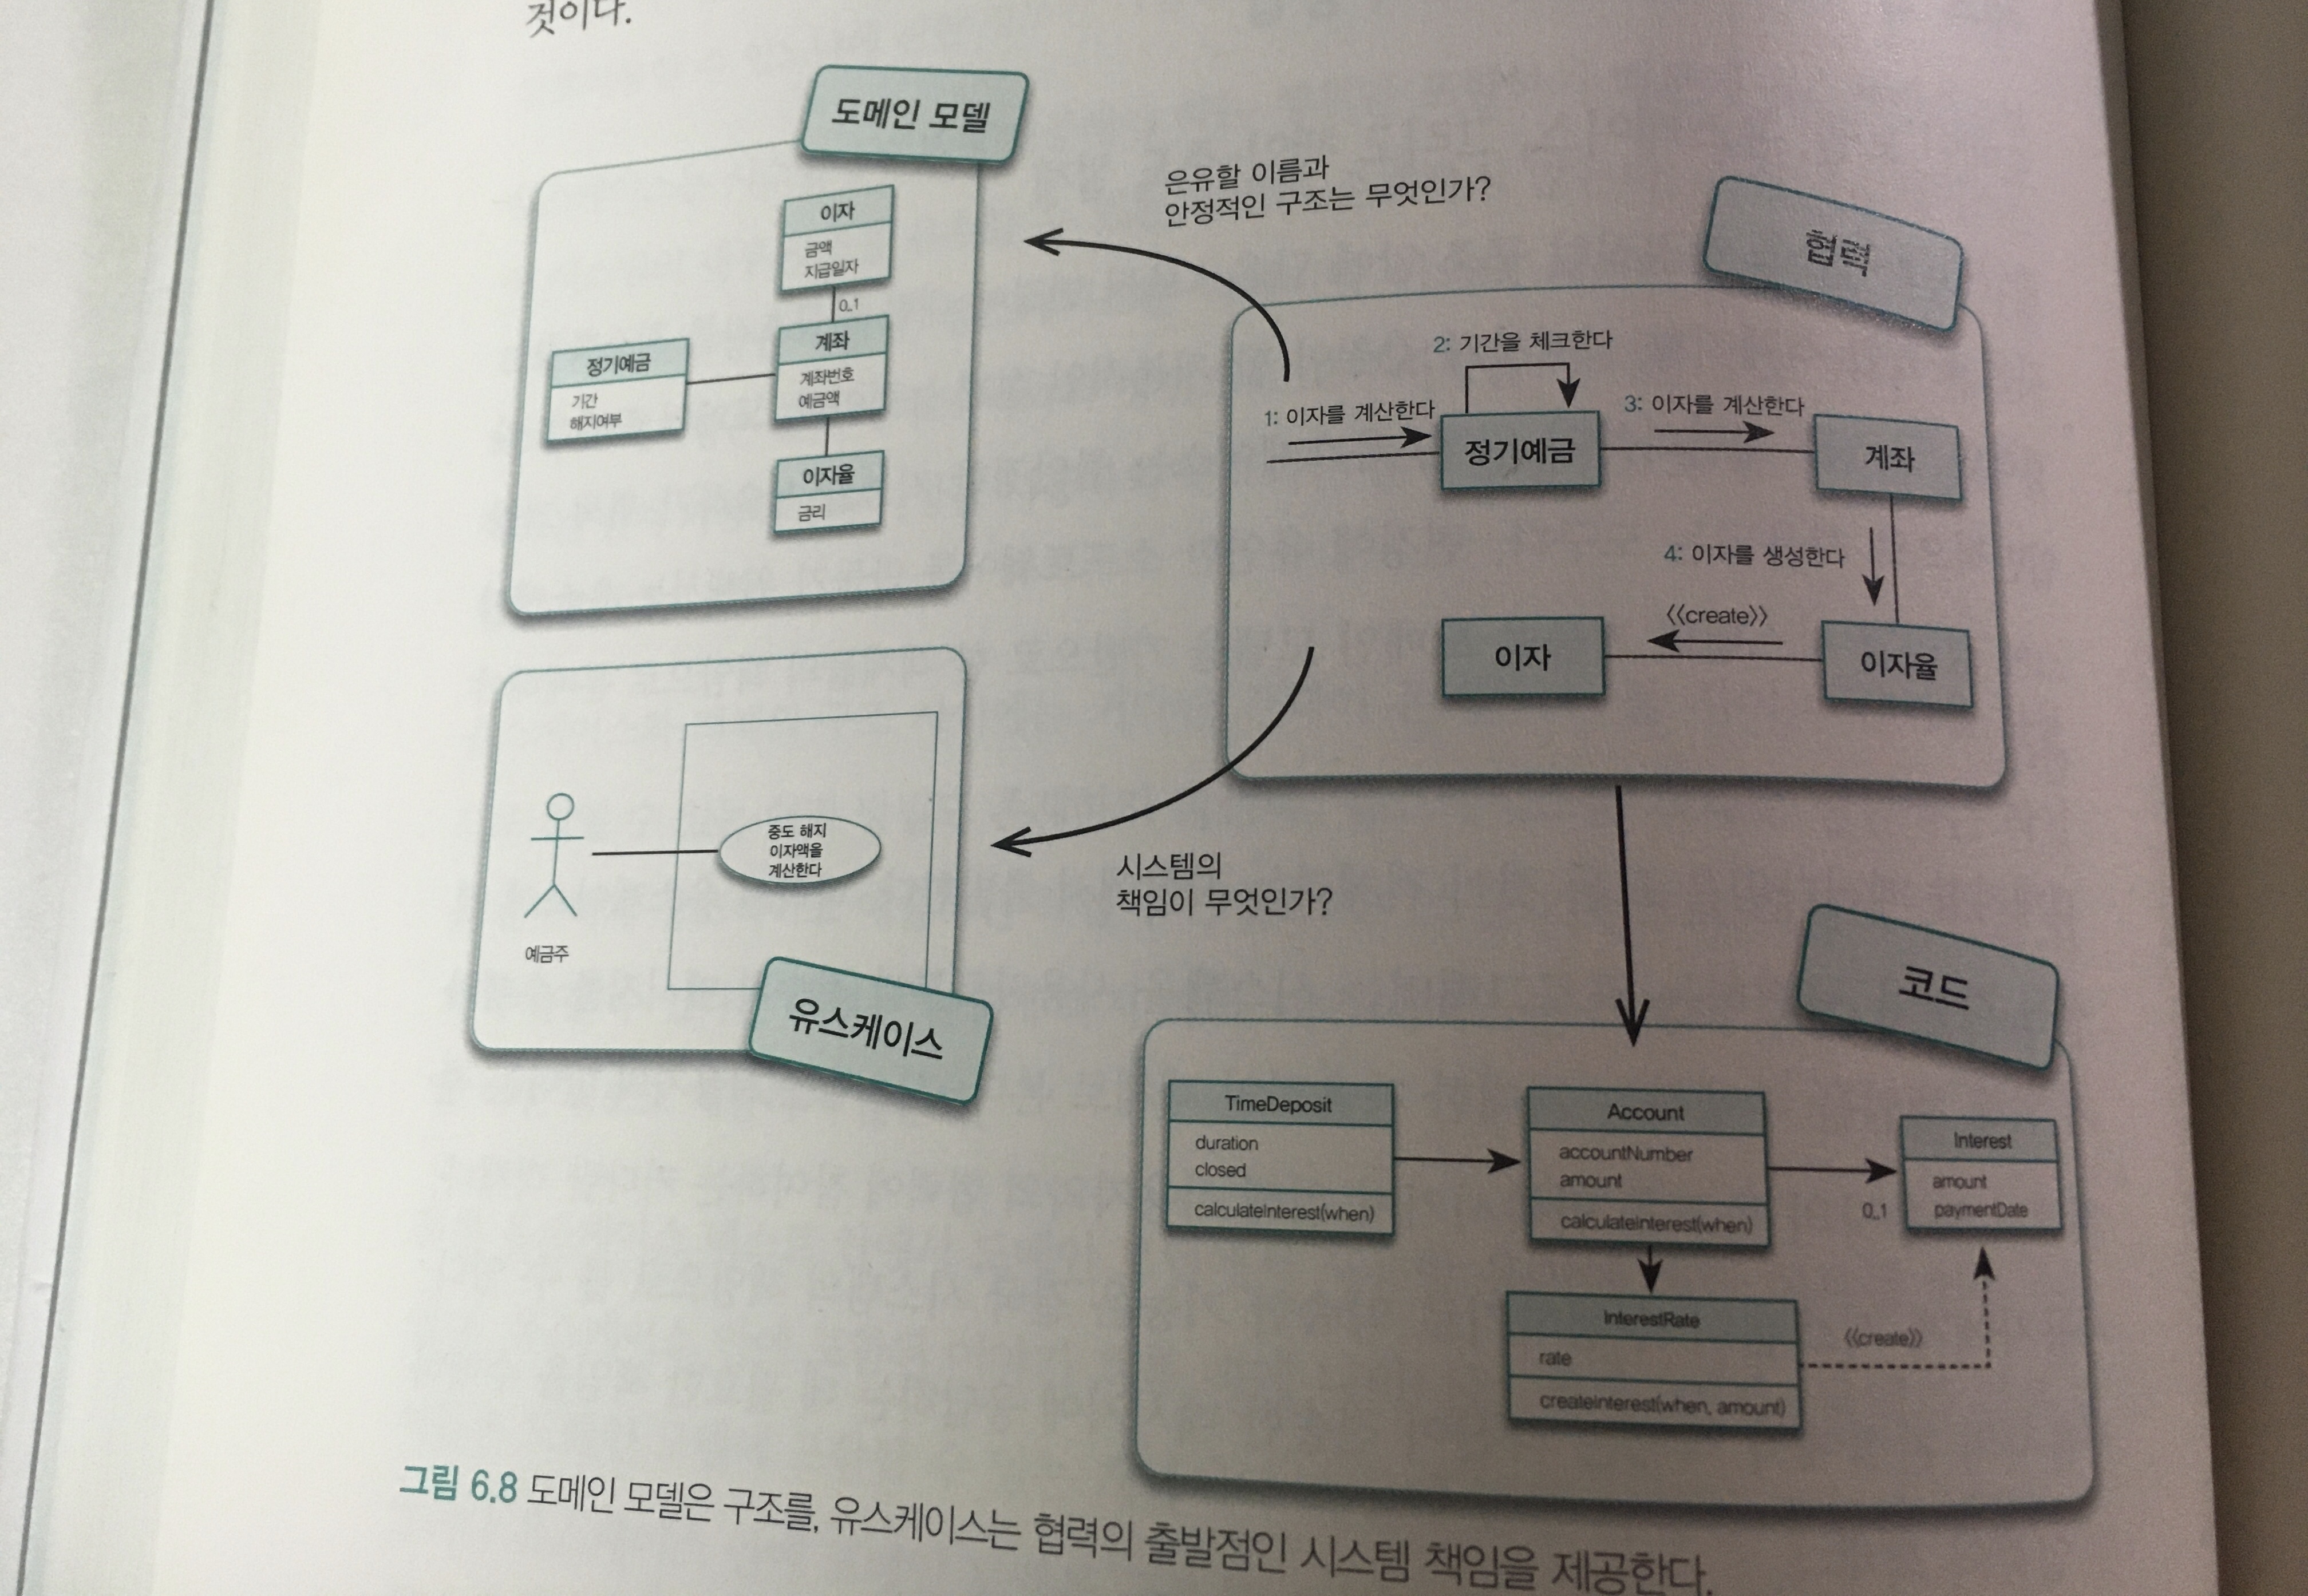 것이다.
도메인 모델
이자
금액
지급일자
0..1
계좌
계좌번호
예금액
정기예금
기간
해지여부
이자율
금리
은유할 이름과
안정적인 구조는 무엇인가?
협력
2: 기간을 체크한다
1: 이자를 계산한다
3: 이자를 계산한다
정기예금
계좌
4: 이자를 생성한다
<<create>>
이자
이자율
중도 해지
이자액을
계산한다
예금주
유스케이스
시스템의
책임이 무엇인가?
코드
TimeDeposit
duration
closed
calculateInterest(when)
Account
accountNumber
amount
calculateInterest(when)
Interest
amount
paymentDate
0..1
InterestRate
rate
createInterest(when, amount)
<<create>>
그림 6.8 도메인 모델은 구조를, 유스케이스는 협력의 출발점인 시스템 책임을 제공한다.